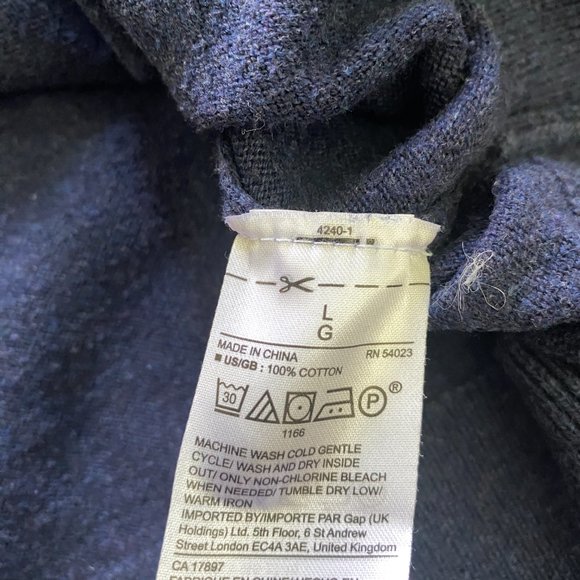 4240-1
L
G
MADE IN CHINA RN 54023
■ US/GB : 100% COTTON
30 P ®
1166
MACHINE WASH COLD GENTLE
CYCLE/ WASH AND DRY INSIDE
OUT/ ONLY NON-CHLORINE BLEACH
WHEN NEEDED/ TUMBLE DRY LOW/
WARM IRON
IMPORTED BY/IMPORTE PAR Gap (UK
Holdings) Ltd. 5th Floor, 6 St Andrew
Street London EC4A 3AE, United Kingdom
CA 17897